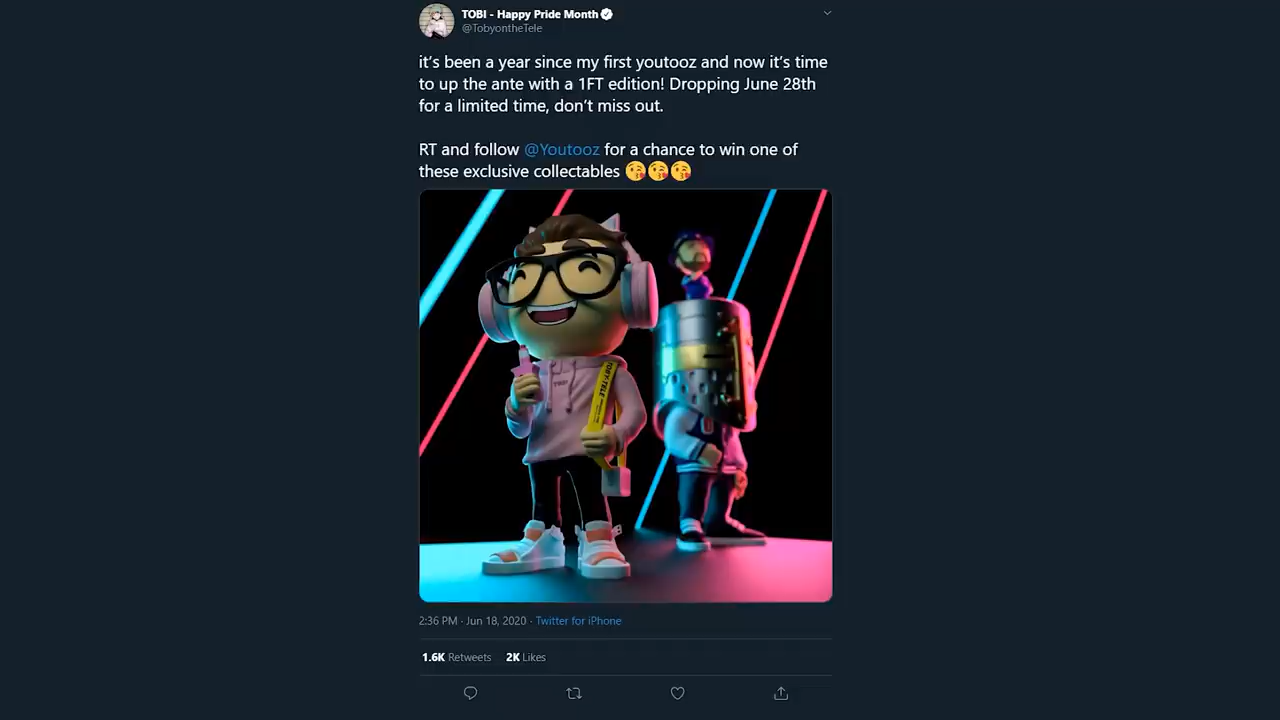 TOBI - Happy Pride Month
@TobyontheTele
it's been a year since my first youtooz and now it's time
to up the ante with a 1FT edition! Dropping June 28th
for a limited time, don't miss out.
RT and follow @Youtooz for a chance to win one of
these exclusive collectables 😘😘😘
TOBY-TELE
2:36 PM · Jun 18, 2020 · Twitter for iPhone
1.6K Retweets 2K Likes